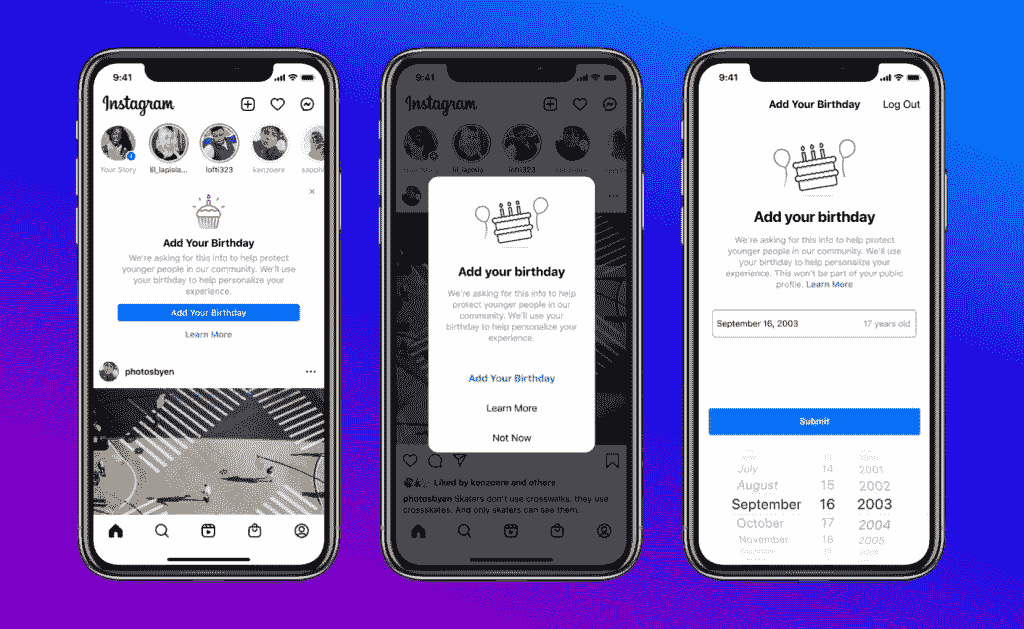 9:41
Instagram
Your Story
lil_lapisla...
lofti323
kenzoere
sapph
Add Your Birthday
We're asking for this info to help protect
younger people in our community. We'll use
your birthday to help personalize your
experience.
Add Your Birthday
Learn More
photosbyen
9:41
Instagram
Your Story
lil_lapisla
lofti323
kenzoere
Add your birthday
We're asking for this info to help
protect younger people in our
community. We'll use your
birthday to help personalize your
experience.
Add Your Birthday
Learn More
Not Now
Liked by kenzoere and others
photosbyen Skaters don't use crosswalks, they use
crosskates. And only skaters can see them.
9:41
Add Your Birthday
Log Out
Add your birthday
We're asking for this info to help protect
younger people in our community. We'll use
your birthday to help personalize your
experience. This won't be part of your public
profile. Learn More
September 16, 2003
17 years old
Submit
July 14 2001
August 15 2002
September 16 2003
October 17 2004
November 18 2005